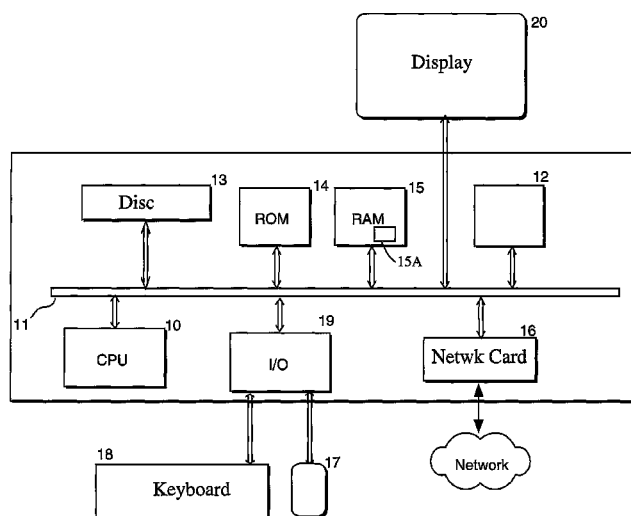 20
Display
13
Disc
14
ROM
15
RAM
15A
12
11
10
CPU
19
I/O
16
Netwk Card
18
Keyboard
17
Network